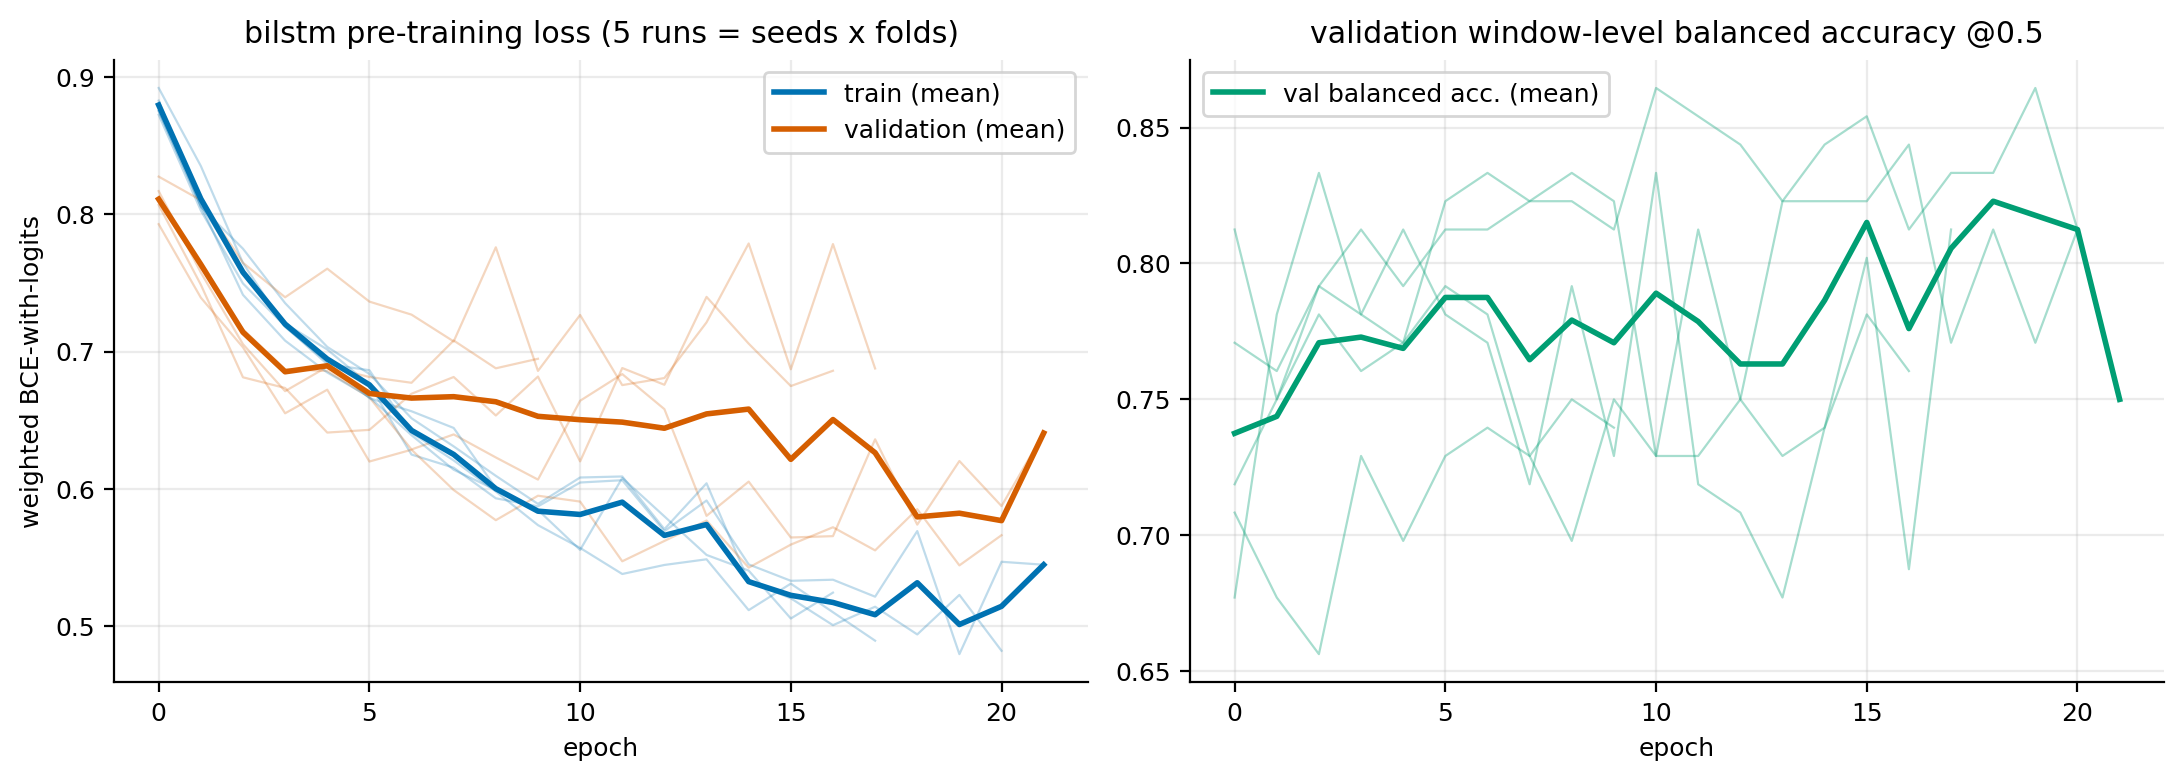 bilstm pre-training loss (5 runs = seeds x folds)
train (mean)
validation (mean)
weighted BCE-with-logits
0.9
0.8
0.7
0.6
0.5
0 5 10 15 20
epoch
validation window-level balanced accuracy @0.5
val balanced acc. (mean)
0.85
0.80
0.75
0.70
0.65
0 5 10 15 20
epoch